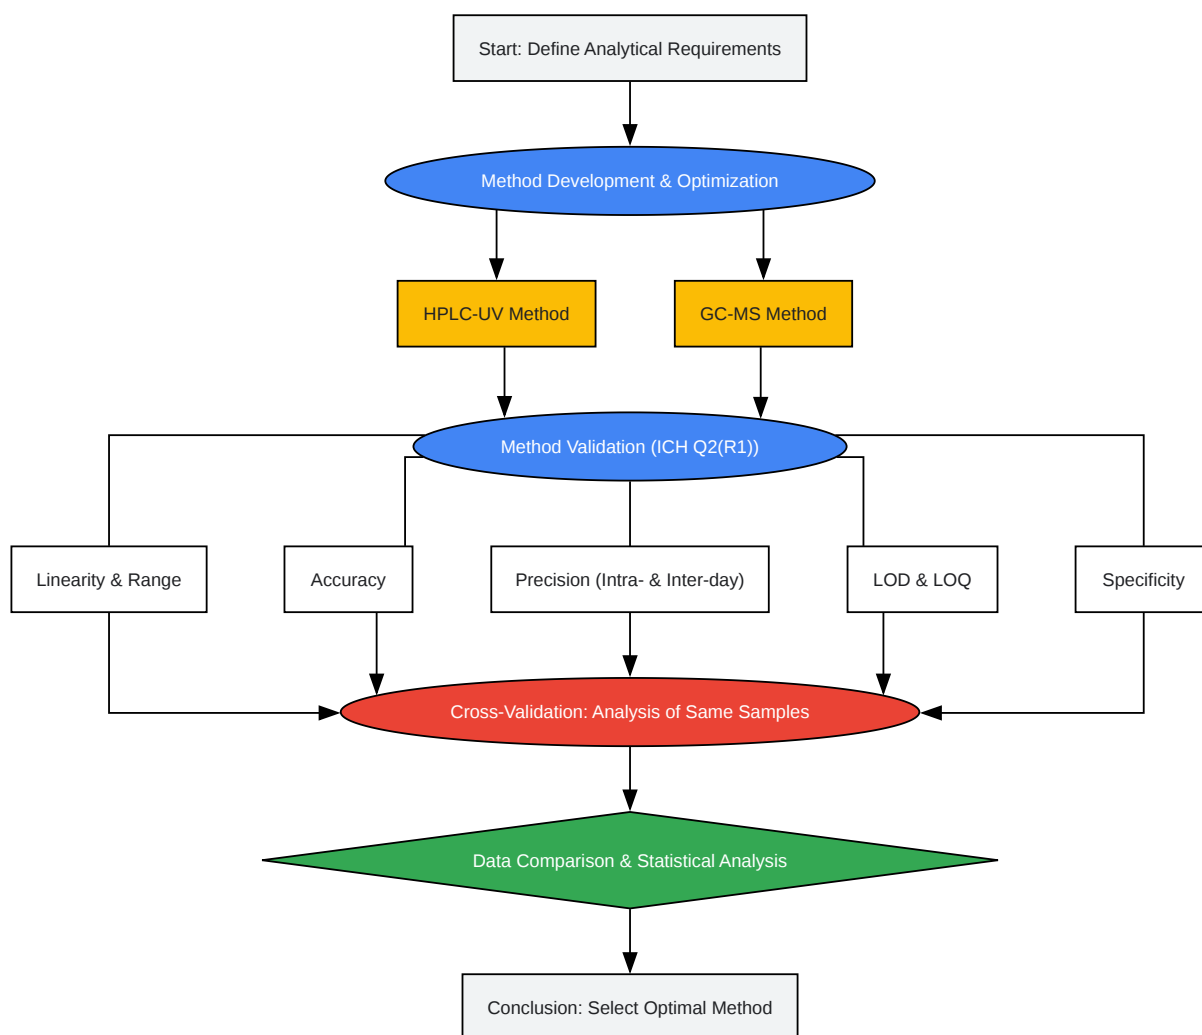 Start: Define Analytical Requirements
Method Development & Optimization
HPLC-UV Method
GC-MS Method
Method Validation (ICH Q2(R1))
Linearity & Range
Accuracy
Precision (Intra- & Inter-day)
LOD & LOQ
Specificity
Cross-Validation: Analysis of Same Samples
Data Comparison & Statistical Analysis
Conclusion: Select Optimal Method